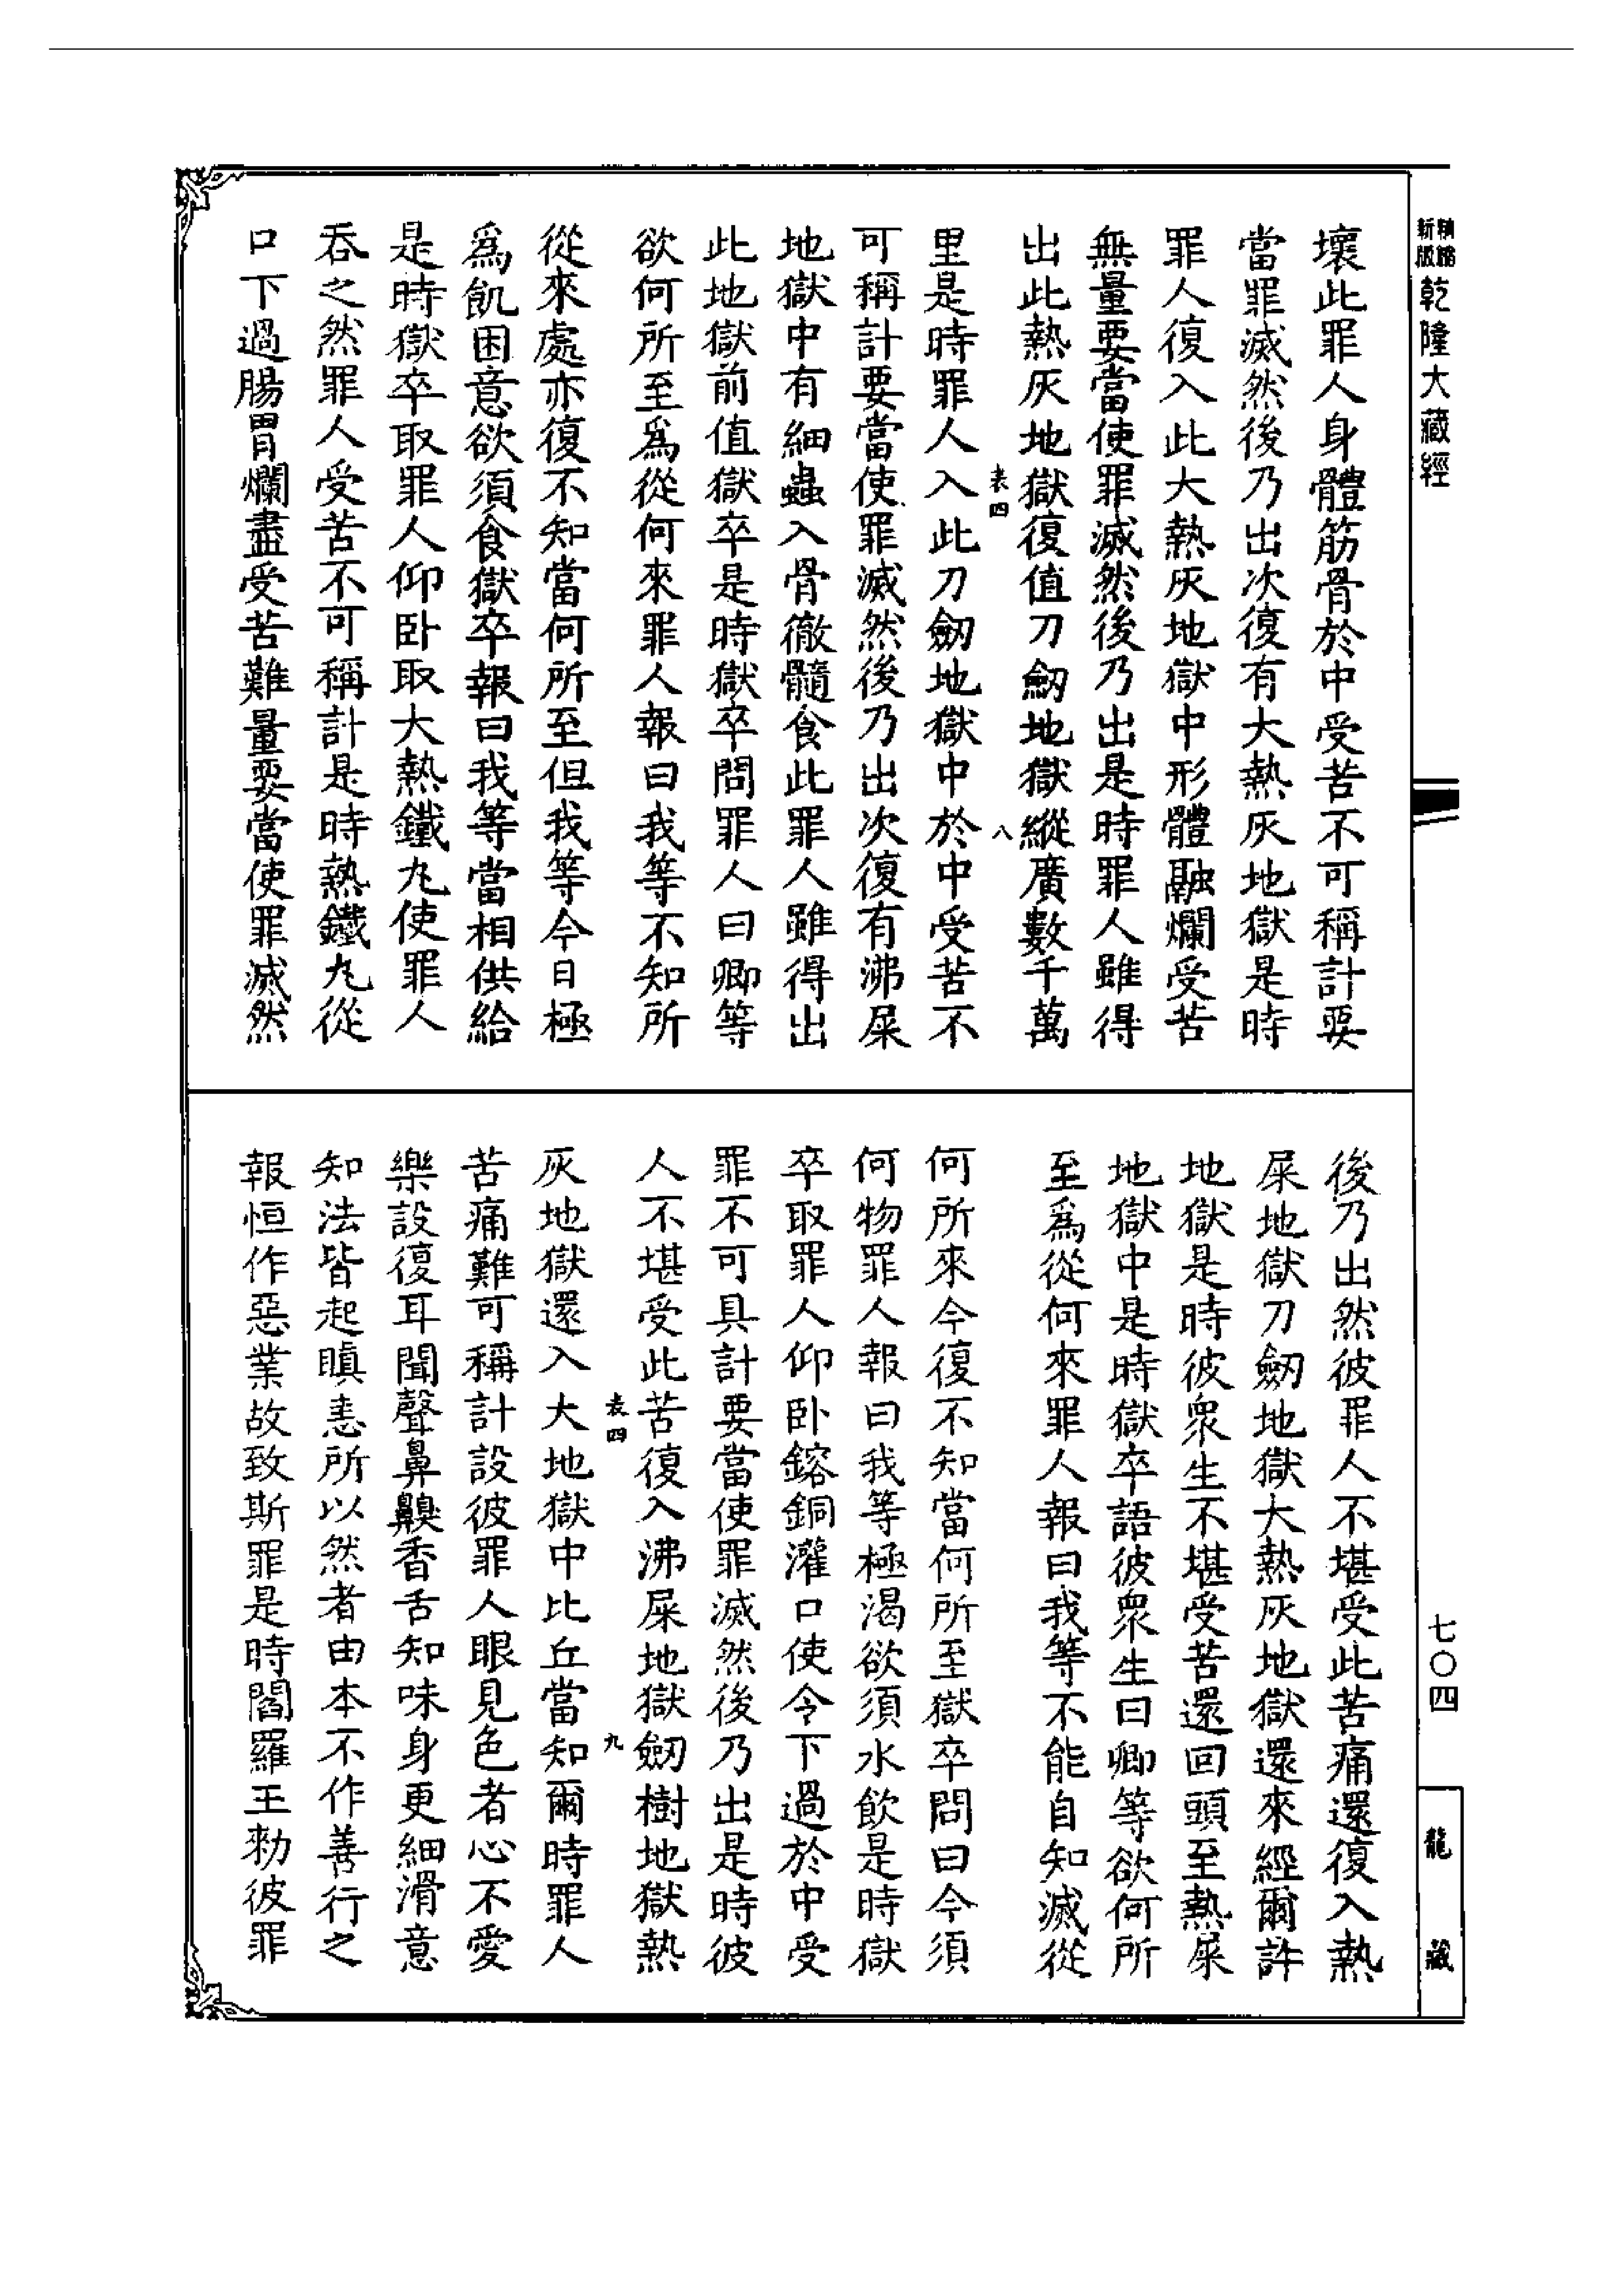 新版
精縮
乾隆大藏經
壞此罪人身體筋骨於中受苦不可稱計要
當罪滅然後乃出次復有大熱灰地獄是時
罪人復入此大熱灰地獄中形體融爛受苦
無量要當使罪滅然後乃出是時罪人雖得
出此熱灰地獄復值刀劒地獄縱廣數千萬
表四
八
里是時罪人入此刀劒地獄中於中受苦不
可稱計要當使罪滅然後乃出次復有沸屎
地獄中有細蟲入骨徹髓食此罪人雖得出
此地獄前值獄卒是時獄卒問罪人曰卿等
欲何所至為從何來罪人報曰我等不知所
從來處亦復不知當何所至但我等今日極
為飢困意欲須食獄卒報曰我等當相供給
是時獄卒取罪人仰臥取大熱鐵丸使罪人
吞之然罪人受苦不可稱計是時熱鐵丸從
口下過腸胃爛盡受苦難量要當使罪滅然
後乃出然彼罪人不堪受此苦痛還復入熱
屎地獄刀劒地獄大熱灰地獄還來經爾許
地獄是時彼眾生不堪受苦還回頭至熱屎
地獄中是時獄卒語彼眾生曰卿等欲何所
至為從何來罪人報曰我等不能自知滅從
何所來今復不知當何所至獄卒問曰今須
何物罪人報曰我等極渴欲須水飲是時獄
卒取罪人仰臥鎔銅灌口使令下過於中受
罪不可具計要當使罪滅然後乃出是時彼
人不堪受此苦復入沸屎地獄劒樹地獄熱
表四
九
灰地獄還入大地獄中比丘當知爾時罪人
苦痛難可稱計設彼罪人眼見色者心不愛
樂設復耳聞聲鼻齅香舌知味身更細滑意
知法皆起瞋恚所以然者由本不作善行之
報恒作惡業故致斯罪是時閻羅王勑彼罪
七〇四
龍藏